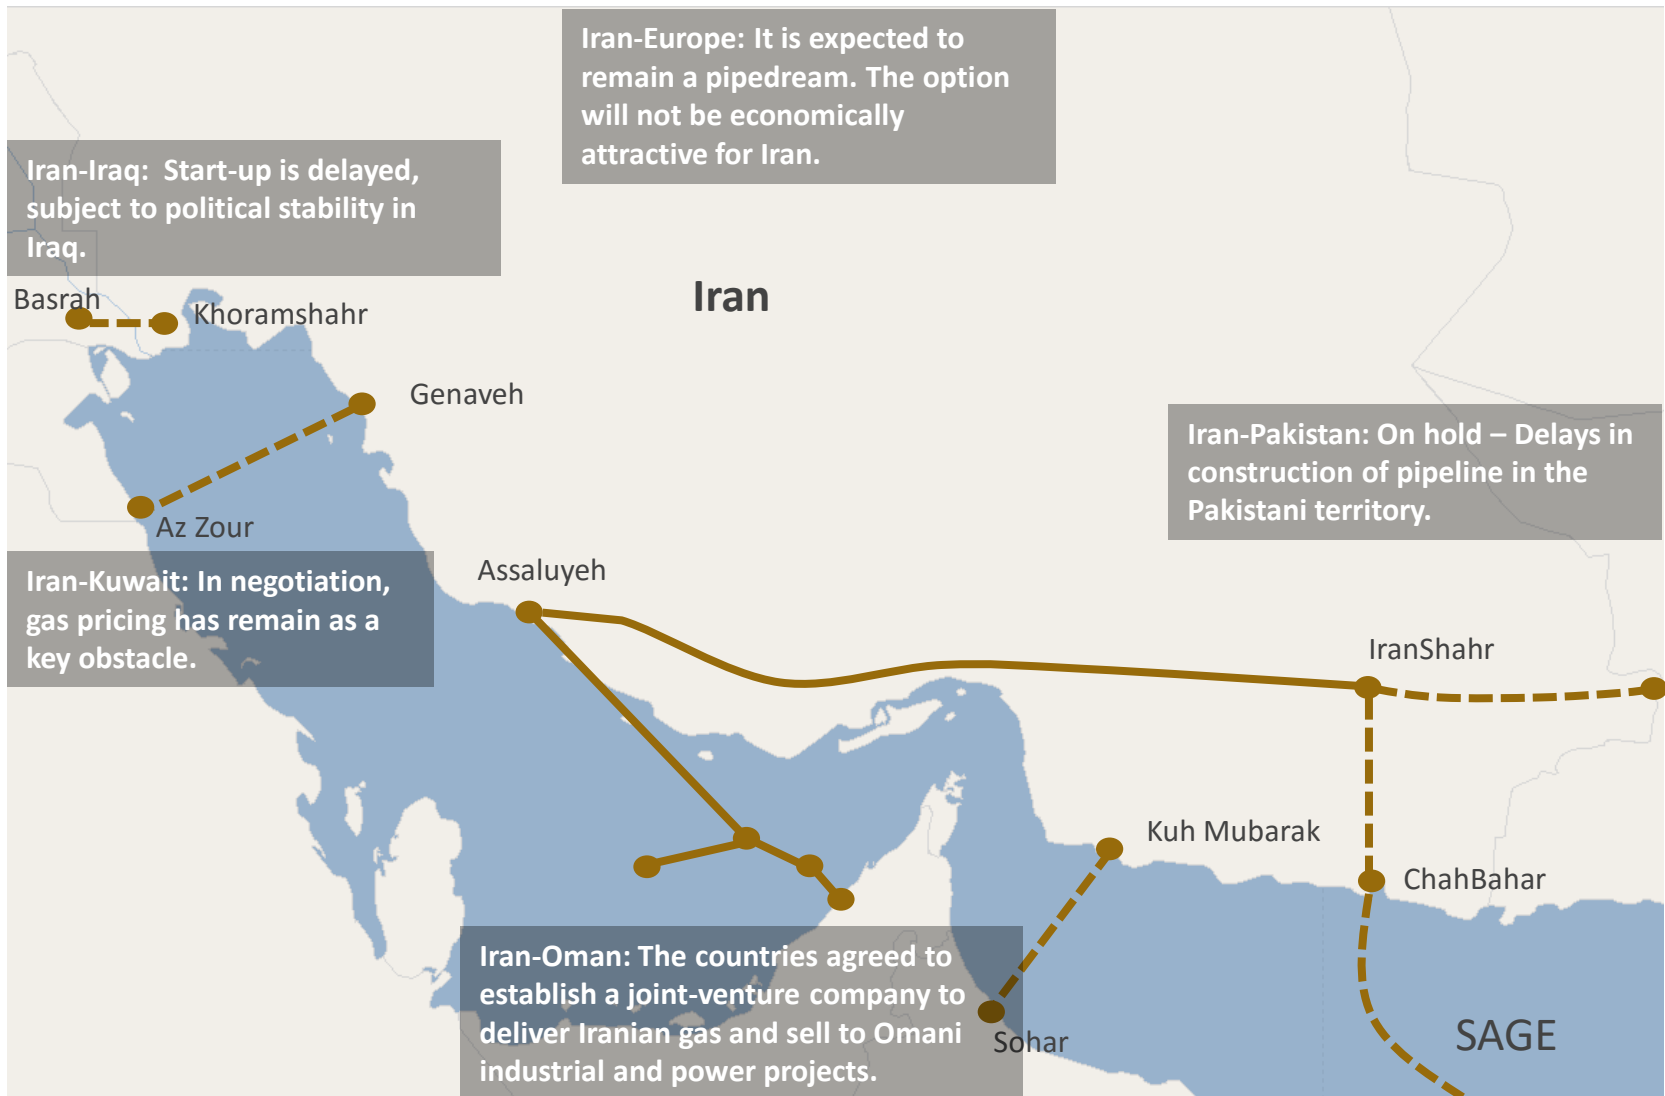 Iran-Europe: It is expected to
remain a pipedream. The option
will not be economically
attractive for Iran.
Iran-Iraq:  Start-up is delayed,
subject to political stability in
Iraq.
Basrah
Khoramshahr
Iran
Genaveh
Az Zour
Iran-Pakistan: On hold – Delays in
construction of pipeline in the
Pakistani territory.
Iran-Kuwait: In negotiation,
gas pricing has remain as a
key obstacle.
Assaluyeh
IranShahr
Kuh Mubarak
ChahBahar
Iran-Oman: The countries agreed to
establish a joint-venture company to
deliver Iranian gas and sell to Omani
industrial and power projects.
Sohar
SAGE